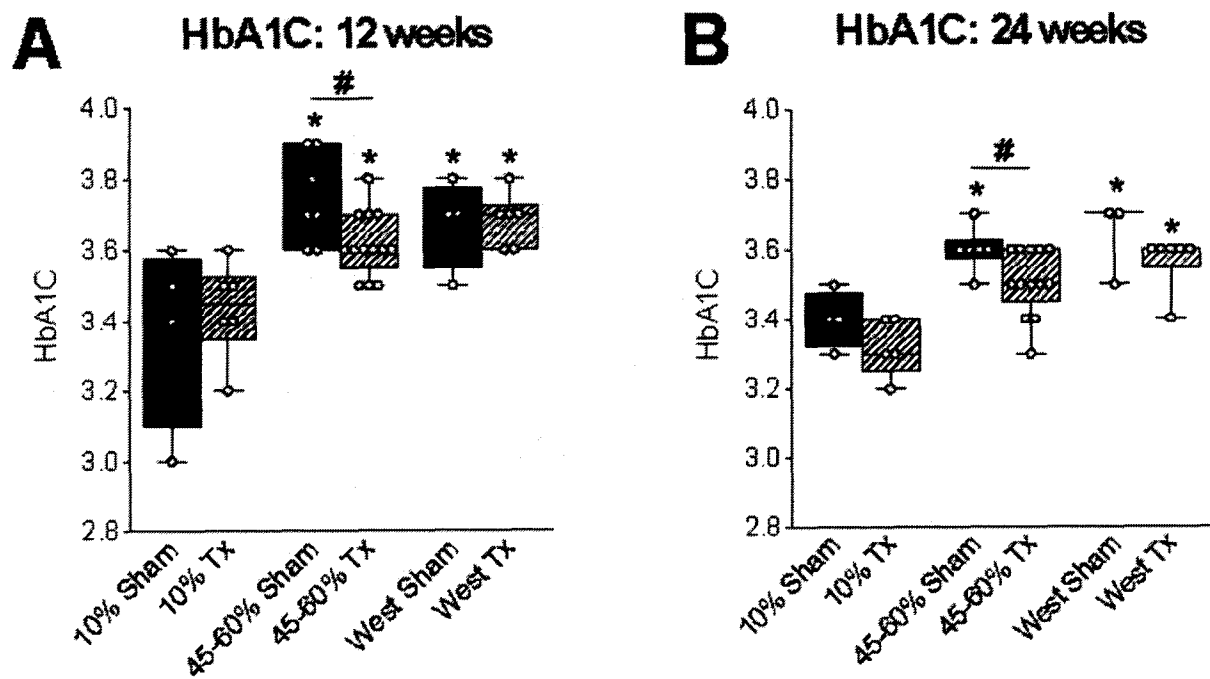 A
HbA1C: 12 weeks
HbA1C
4.0
3.8
3.6
3.4
3.2
3.0
2.8
#
*
*
*
*
10% Sham
10% Tx
45-60% Sham
45-60% Tx
West Sham
West Tx
B
HbA1C: 24 weeks
HbA1C
4.0
3.8
3.6
3.4
3.2
3.0
2.8
#
*
*
*
10% Sham
10% Tx
45-60% Sham
45-60% Tx
West Sham
West Tx